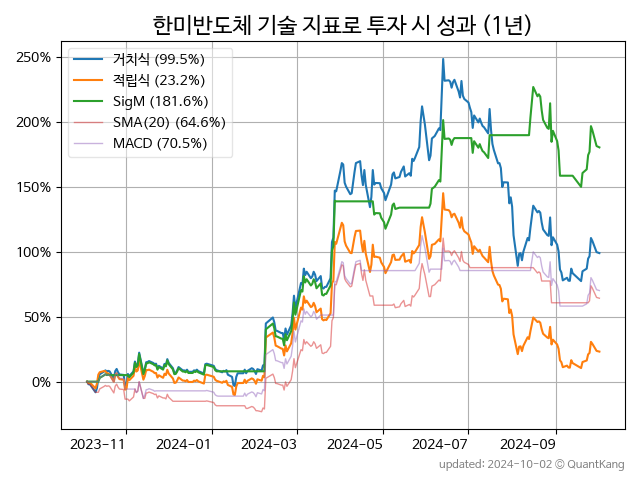 한미반도체 기술 지표로 투자 시 성과 (1년)
250%
200%
150%
100%
50%
0%
거치식 (99.5%)
적립식 (23.2%)
SigM (181.6%)
SMA(20) (64.6%)
MACD (70.5%)
2023-11 2024-01 2024-03 2024-05 2024-07 2024-09
updated: 2024-10-02 © QuantKang